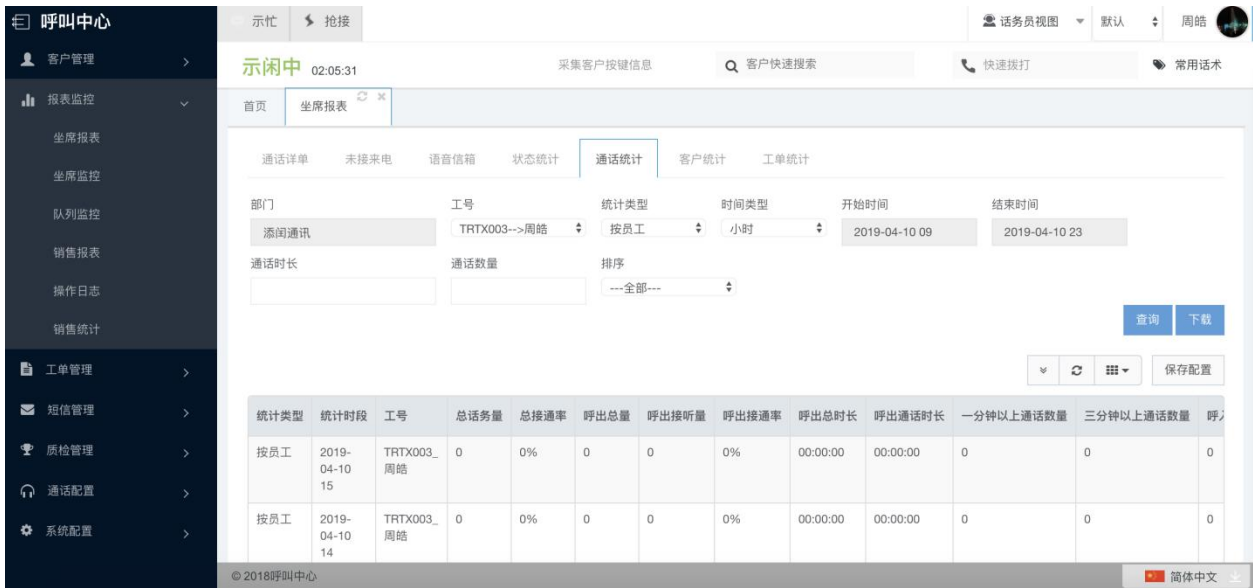 呼叫中心
示忙 抢接 话务员视图 默认 周皓
客户管理
示闲中 02:05:31 采集客户按键信息 客户快速搜索 快速拨打 常用话术
报表监控
首页 坐席报表
坐席报表
坐席监控
队列监控
销售报表
操作日志
销售统计
工单管理
短信管理
质检管理
通话配置
系统配置
通话详单 未接来电 语音信箱 状态统计 通话统计 客户统计 工单统计
部门 工号 统计类型 时间类型 开始时间 结束时间
添闰通讯 TRTX003-->周皓 按员工 小时 2019-04-10 09 2019-04-10 23
通话时长 通话数量 排序
---全部---
查询 下载
保存配置
统计类型 统计时段 工号 总话务量 总接通率 呼出总量 呼出接听量 呼出接通率 呼出总时长 呼出通话时长 一分钟以上通话数量 三分钟以上通话数量
按员工 2019-04-10 15 TRTX003_周皓 0 0% 0 0 0% 00:00:00 00:00:00 0 0 0
按员工 2019-04-10 14 TRTX003_周皓 0 0% 0 0 0% 00:00:00 00:00:00 0 0 0
© 2018呼叫中心 简体中文